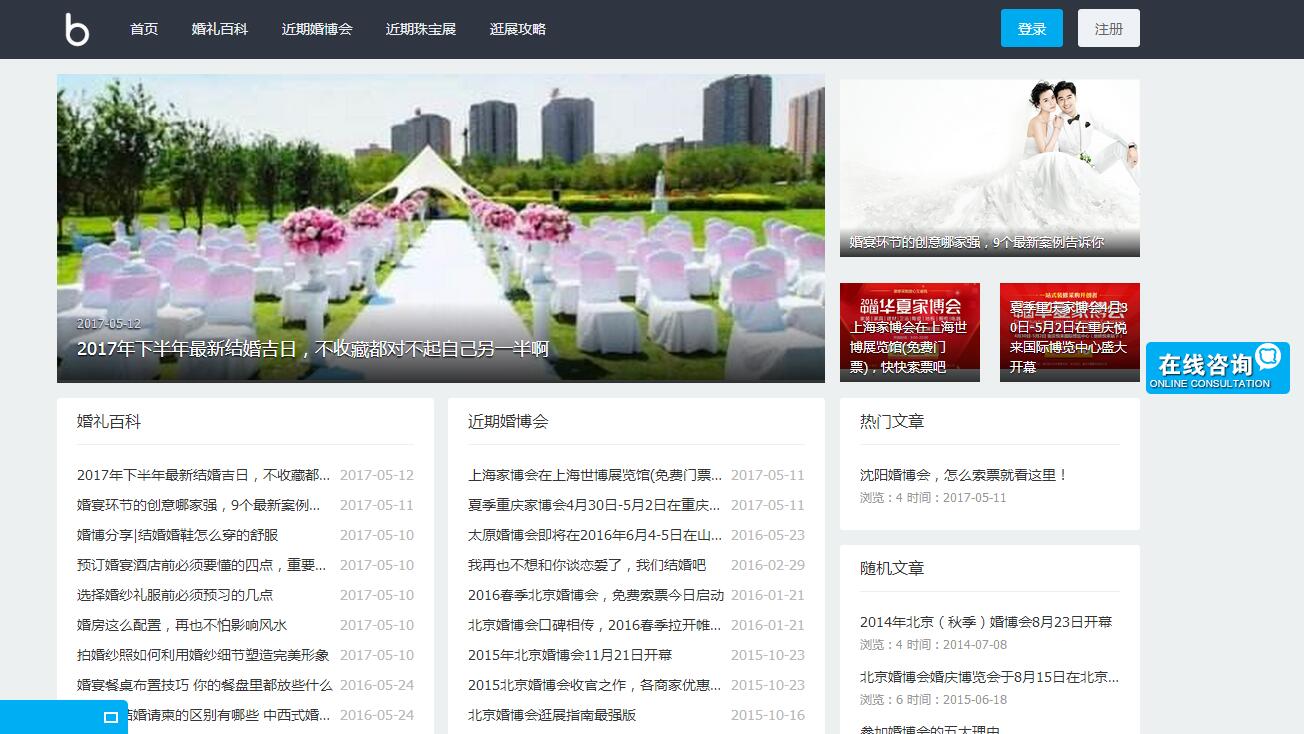 b
首页
婚礼百科
近期婚博会
近期珠宝展
逛展攻略
登录
注册
2017-05-12
2017年下半年最新结婚吉日，不收藏都对不起自己另一半啊
婚宴环节的创意哪家强，9个最新案例告诉你
2016中国华夏家博会
上海家博会在上海世
博展览馆(免费门
票)，快快索票吧
夏季重庆家博会4月3
0日-5月2日在重庆悦
来国际博览中心盛大
开幕
在线咨询
ONLINE CONSULTATION
婚礼百科
2017年下半年最新结婚吉日，不收藏都... 2017-05-12
婚宴环节的创意哪家强，9个最新案例... 2017-05-11
婚博分享|结婚婚鞋怎么穿的舒服 2017-05-10
预订婚宴酒店前必须要懂的四点，重要... 2017-05-10
选择婚纱礼服前必须预习的几点 2017-05-10
婚房这么配置，再也不怕影响风水 2017-05-10
拍婚纱照如何利用婚纱细节塑造完美形象 2017-05-10
婚宴餐桌布置技巧 你的餐盘里都放些什么 2016-05-24
结婚请柬的区别有哪些 中西式婚... 2016-05-24
近期婚博会
上海家博会在上海世博展览馆(免费门票... 2017-05-11
夏季重庆家博会4月30日-5月2日在重庆... 2017-05-11
太原婚博会即将在2016年6月4-5日在山... 2016-05-23
我再也不想和你谈恋爱了，我们结婚吧 2016-02-29
2016春季北京婚博会，免费索票今日启动 2016-01-21
北京婚博会口碑相传，2016春季拉开帷... 2016-01-21
2015年北京婚博会11月21日开幕 2015-10-23
2015北京婚博会收官之作，各商家优惠... 2015-10-23
北京婚博会逛展指南最强版 2015-10-16
热门文章
沈阳婚博会，怎么索票就看这里！
浏览：4 时间：2017-05-11
随机文章
2014年北京（秋季）婚博会8月23日开幕
浏览：4 时间：2014-07-08
北京婚博会婚庆博览会于8月15日在北京...
浏览：6 时间：2015-06-18
参加婚博会的五大理由